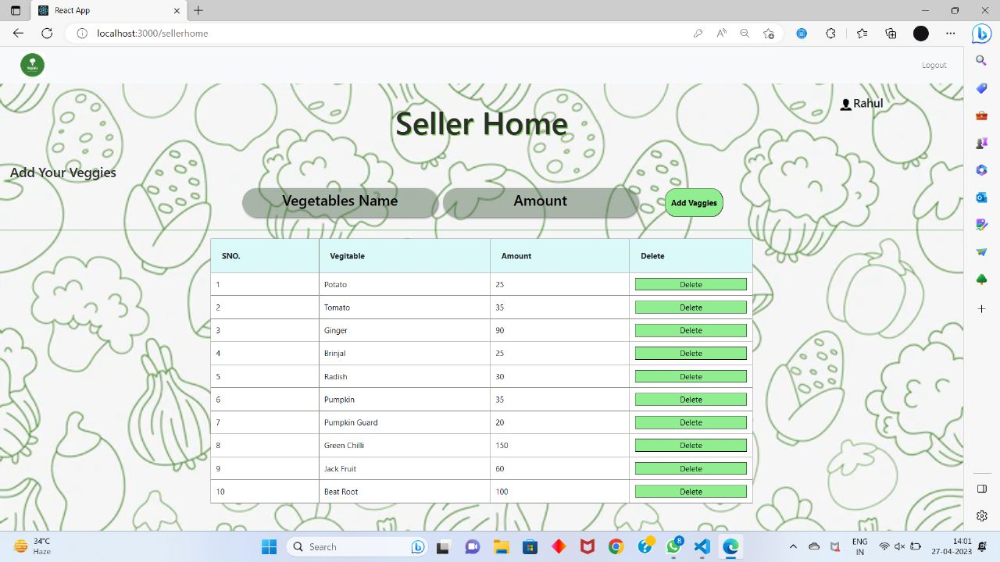 React App
localhost:3000/sellerhome
Logout
Rahul
Seller Home
Add Your Veggies
Vegetables Name Amount Add Vaggies
SNO. Vegitable Amount Delete
1 Potato 25 Delete
2 Tomato 35 Delete
3 Ginger 90 Delete
4 Brinjal 25 Delete
5 Radish 30 Delete
6 Pumpkin 35 Delete
7 Pumpkin Guard 20 Delete
8 Green Chilli 150 Delete
9 Jack Fruit 60 Delete
10 Beat Root 100 Delete
34°C
Haze
Search
8
ENG
IN
14:01
27-04-2023